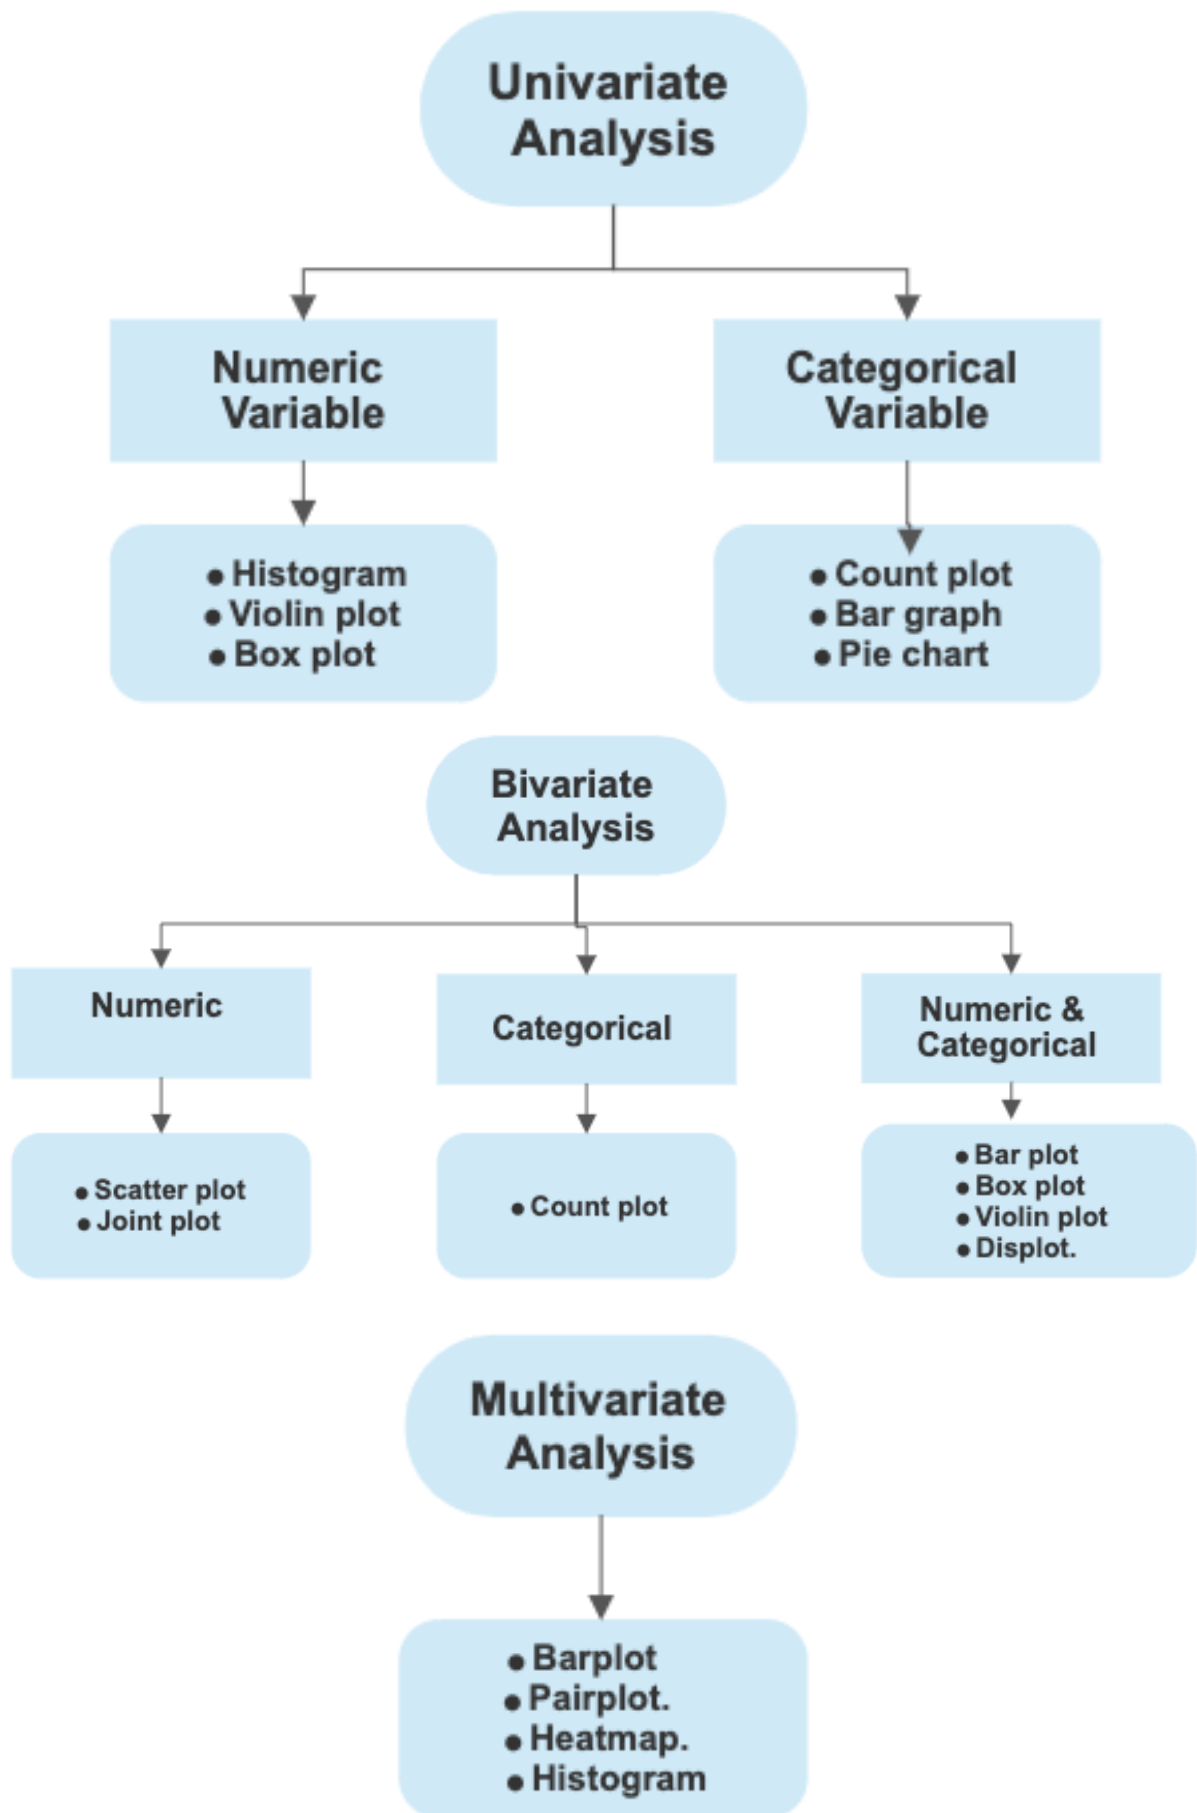 Univariate
Analysis
Numeric
Variable
Categorical
Variable
● Histogram
● Violin plot
● Box plot
● Count plot
● Bar graph
● Pie chart
Bivariate
Analysis
Numeric
Categorical
Numeric &
Categorical
● Scatter plot
● Joint plot
● Count plot
● Bar plot
● Box plot
● Violin plot
● Displot.
Multivariate
Analysis
● Barplot
● Pairplot.
● Heatmap.
● Histogram